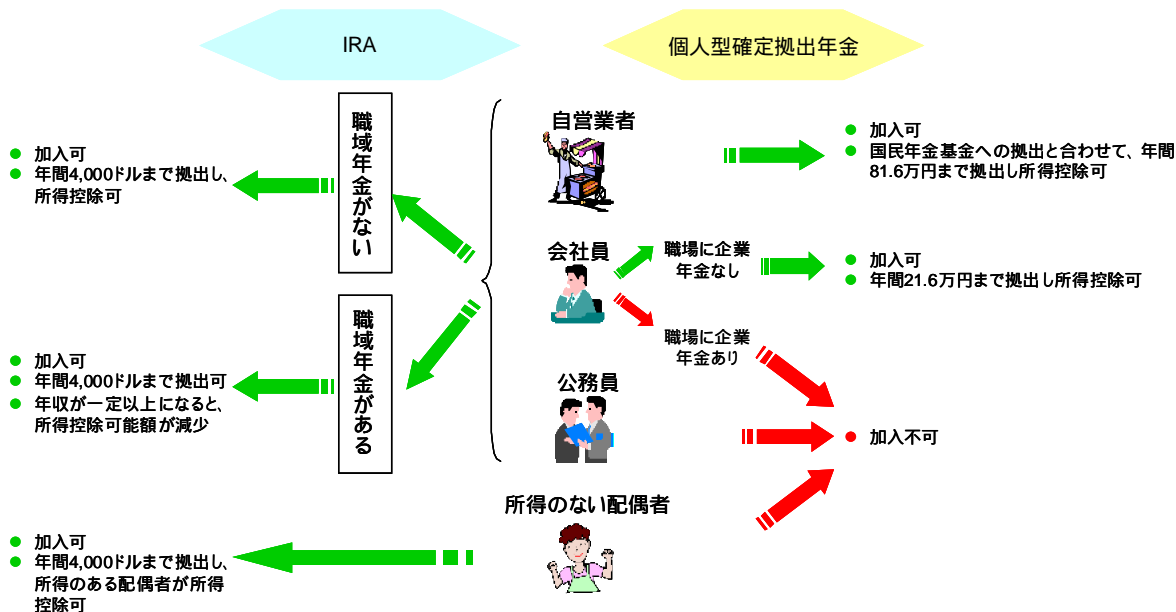 IRA
個人型確定拠出年金
職域年金がない
● 加入可
● 年間4,000ドルまで拠出し、
所得控除可
職域年金がある
● 加入可
● 年間4,000ドルまで拠出可
● 年収が一定以上になると、
所得控除可能額が減少
● 加入可
● 年間4,000ドルまで拠出し、
所得のある配偶者が所得
控除可
自営業者
● 加入可
● 国民年金基金への拠出と合わせて、年間
81.6万円まで拠出し所得控除可
会社員
職場に企業
年金なし
● 加入可
● 年間21.6万円まで拠出し所得控除可
職場に企業
年金あり
公務員
● 加入不可
所得のない配偶者